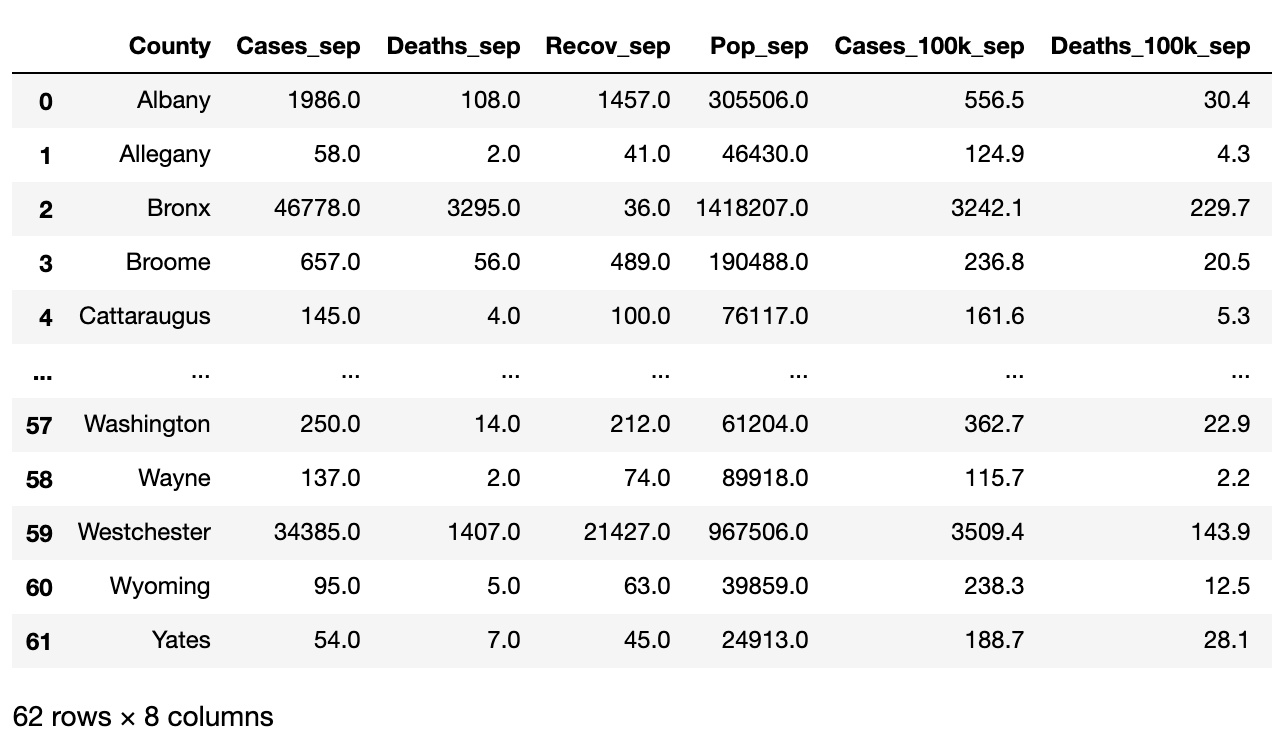 County Cases_sep Deaths_sep Recov_sep Pop_sep Cases_100k_sep Deaths_100k_sep
0 Albany 1986.0 108.0 1457.0 305506.0 556.5 30.4
1 Allegany 58.0 2.0 41.0 46430.0 124.9 4.3
2 Bronx 46778.0 3295.0 36.0 1418207.0 3242.1 229.7
3 Broome 657.0 56.0 489.0 190488.0 236.8 20.5
4 Cattaraugus 145.0 4.0 100.0 76117.0 161.6 5.3
... ... ... ... ... ... ... ...
57 Washington 250.0 14.0 212.0 61204.0 362.7 22.9
58 Wayne 137.0 2.0 74.0 89918.0 115.7 2.2
59 Westchester 34385.0 1407.0 21427.0 967506.0 3509.4 143.9
60 Wyoming 95.0 5.0 63.0 39859.0 238.3 12.5
61 Yates 54.0 7.0 45.0 24913.0 188.7 28.1
62 rows × 8 columns